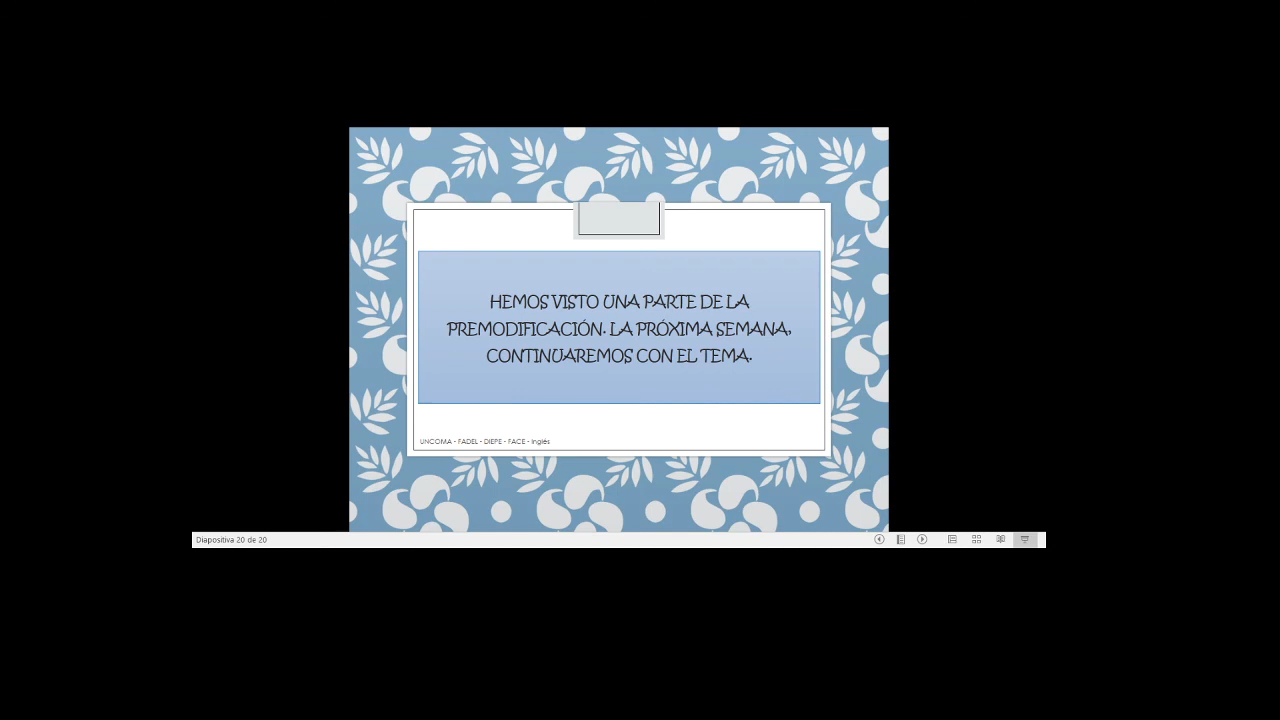 HEMOS VISTO UNA PARTE DE LA
PREMODIFICACIÓN. LA PRÓXIMA SEMANA,
CONTINUAREMOS CON EL TEMA.
UNCOMA - FADEL - DIEPE - FACE - Inglés
Diapositiva 20 de 20